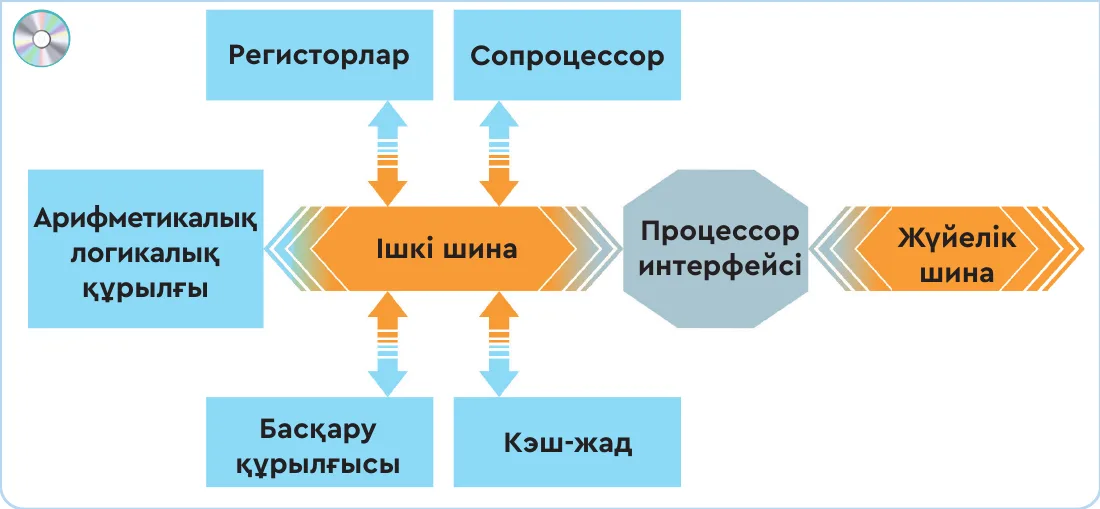 Регисторлар
Сопроцессор
Арифметикалық
логикалық
құрылғы
Ішкі шина
Процессор
интерфейсі
Жүйелік
шина
Басқару
құрылғысы
Кэш-жад